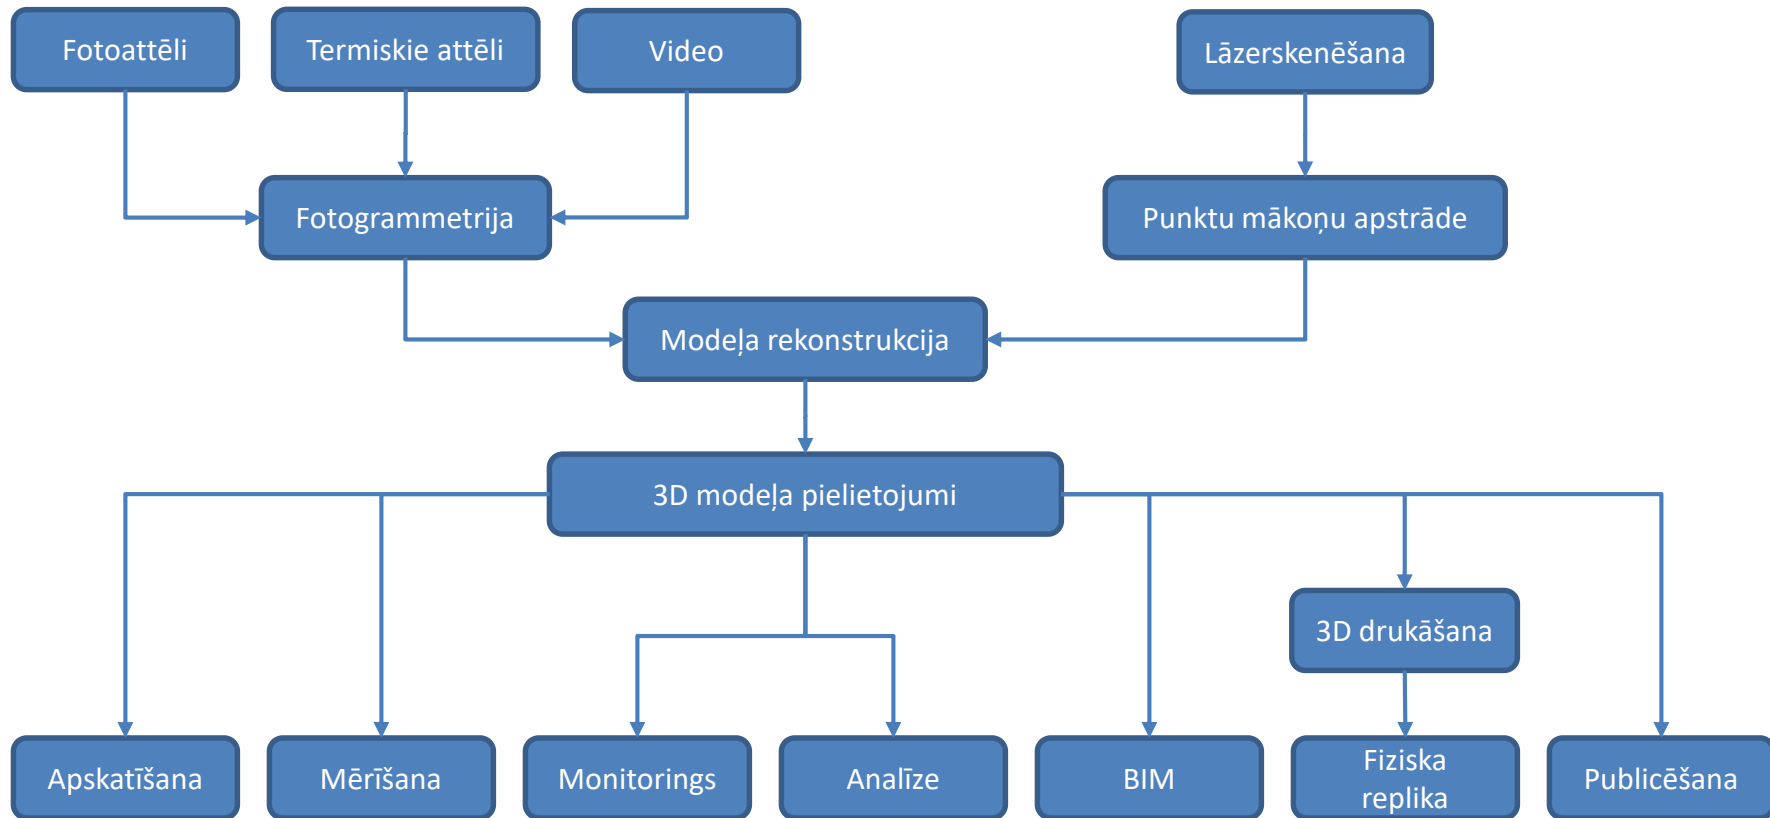 Fotoattēli
Termiskie attēli
Video
Lāzerskenēšana
Fotogrammetrija
Punktu mākoņu apstrāde
Modeļa rekonstrukcija
3D modeļa pielietojumi
3D drukāšana
Apskatīšana
Mērīšana
Monitorings
Analīze
BIM
Fiziska
replika
Publicēšana